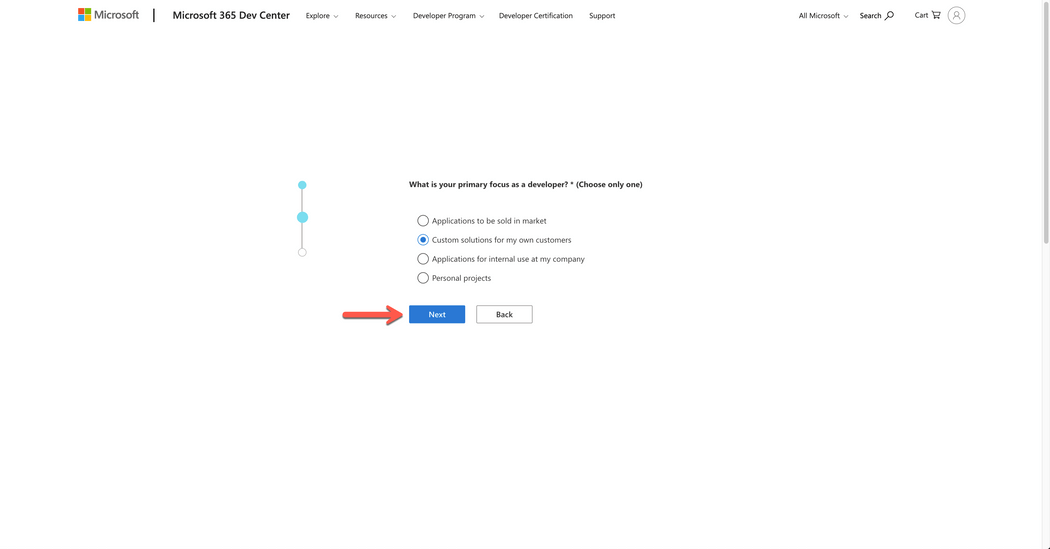 Microsoft Microsoft 365 Dev Center Explore Resources Developer Program Developer Certification Support All Microsoft Search Cart
What is your primary focus as a developer? * (Choose only one)
Applications to be sold in market
Custom solutions for my own customers
Applications for internal use at my company
Personal projects
Next Back